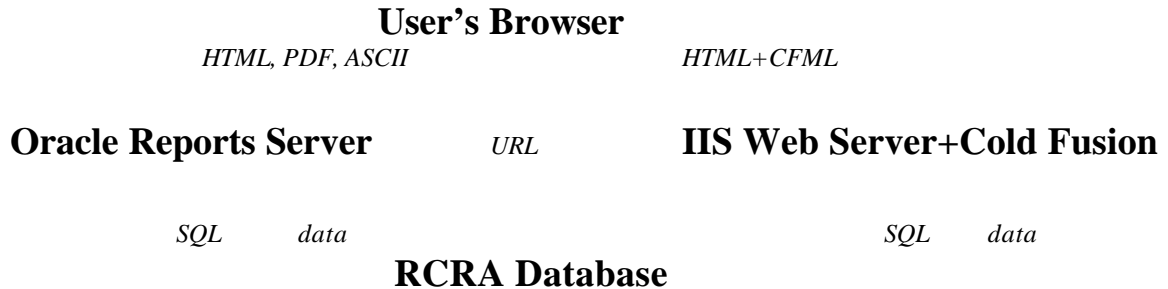 User’s Browser
HTML, PDF, ASCII HTML+CFML
Oracle Reports Server URL IIS Web Server+Cold Fusion
SQL data SQL data
RCRA Database